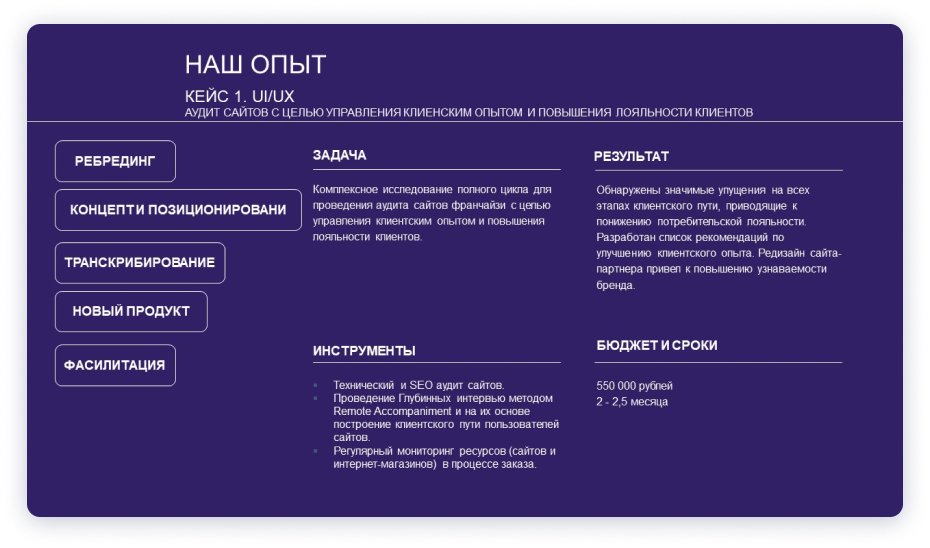 НАШ ОПЫТ
КЕЙС 1. UI/UX
АУДИТ САЙТОВ С ЦЕЛЬЮ УПРАВЛЕНИЯ КЛИЕНСКИМ ОПЫТОМ И ПОВЫШЕНИЯ ЛОЯЛЬНОСТИ КЛИЕНТОВ
РЕБРЕДИНГ
КОНЦЕПТ И ПОЗИЦИОНИРОВАНИ
ТРАНСКРИБИРОВАНИЕ
НОВЫЙ ПРОДУКТ
ФАСИЛИТАЦИЯ
ЗАДАЧА
Комплексное исследование полного цикла для
проведения аудита сайтов франчайзи с целью
управления клиентским опытом и повышения
лояльности клиентов.
РЕЗУЛЬТАТ
Обнаружены значимые упущения на всех
этапах клиентского пути, приводящие к
понижению потребительской лояльности.
Разработан список рекомендаций по
улучшению клиентского опыта. Редизайн сайта-
партнера привел к повышению узнаваемости
бренда.
ИНСТРУМЕНТЫ
Технический и SEO аудит сайтов.
Проведение Глубинных интервью методом
Remote Accompaniment и на их основе
построение клиентского пути пользователей
сайтов.
Регулярный мониторинг ресурсов (сайтов и
интернет-магазинов) в процессе заказа.
БЮДЖЕТ И СРОКИ
550 000 рублей
2 - 2,5 месяца